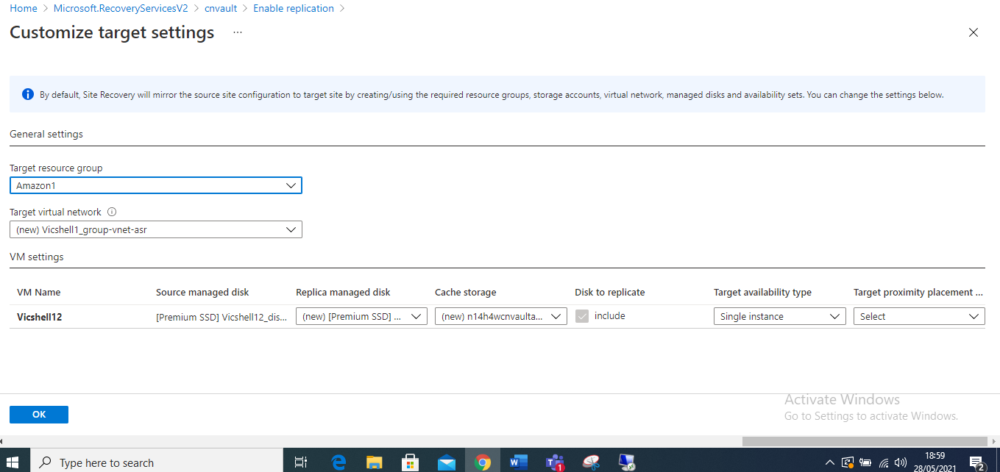 Home > Microsoft.RecoveryServicesV2 > cnvault > Enable replication >
Customize target settings ...
By default, Site Recovery will mirror the source site configuration to target site by creating/using the required resource groups, storage accounts, virtual network, managed disks and availability sets. You can change the settings below.
General settings
Target resource group
Amazon1
Target virtual network
(new) Vicshell1_group-vnet-asr
VM settings
VM Name Source managed disk Replica managed disk Cache storage Disk to replicate Target availability type Target proximity placement ...
Vicshell12 [Premium SSD] Vicshell12_dis... (new) [Premium SSD] ... (new) n14h4wcnvaulta... include Single instance Select
Activate Windows
OK Go to Settings to activate Windows.
Type here to search 18:59
28/05/2021
1
2